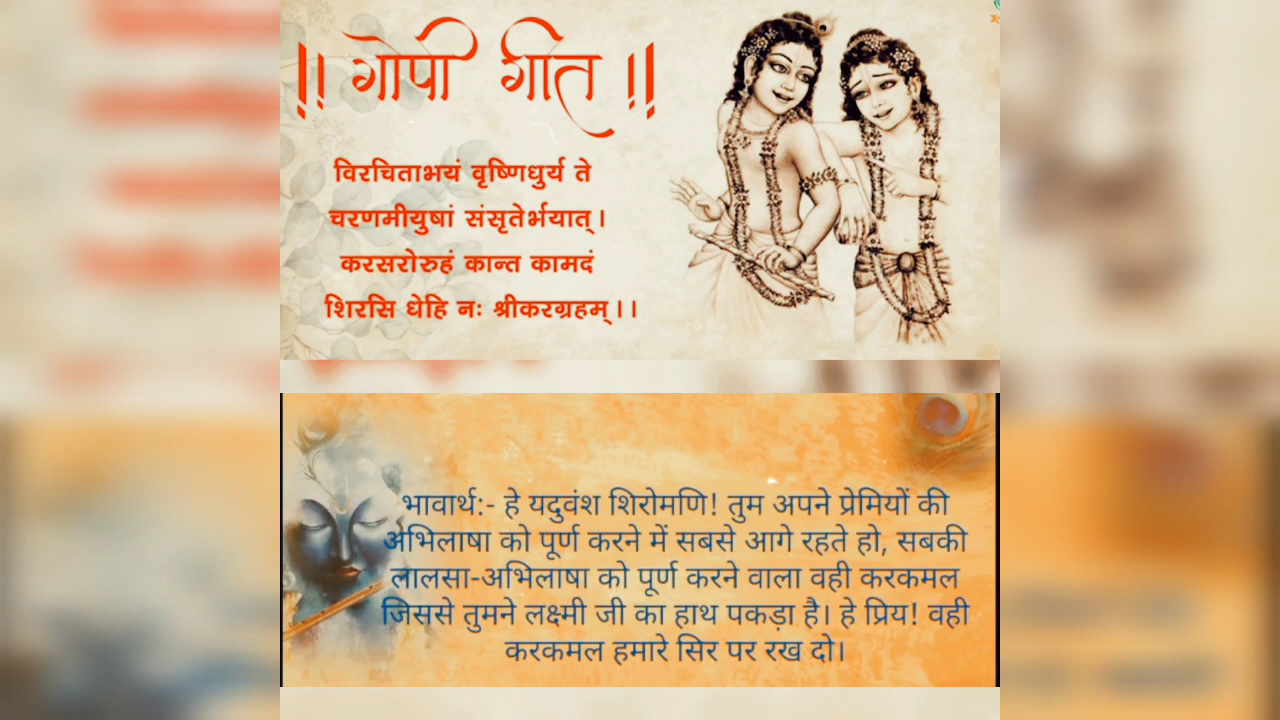 ॥ गोपी गीत ॥
विरचिताभयं वृष्णिधुर्य ते
चरणमीयुषां संसृतेर्भयात् ।
करसरोरुहं कान्त कामदं
शिरसि धेहि नः श्रीकरग्रहम् ।।
भावार्थ:- हे यदुवंश शिरोमणि! तुम अपने प्रेमियों की
अभिलाषा को पूर्ण करने में सबसे आगे रहते हो, सबकी
लालसा-अभिलाषा को पूर्ण करने वाला वही करकमल
जिससे तुमने लक्ष्मी जी का हाथ पकड़ा है। हे प्रिय! वही
करकमल हमारे सिर पर रख दो।